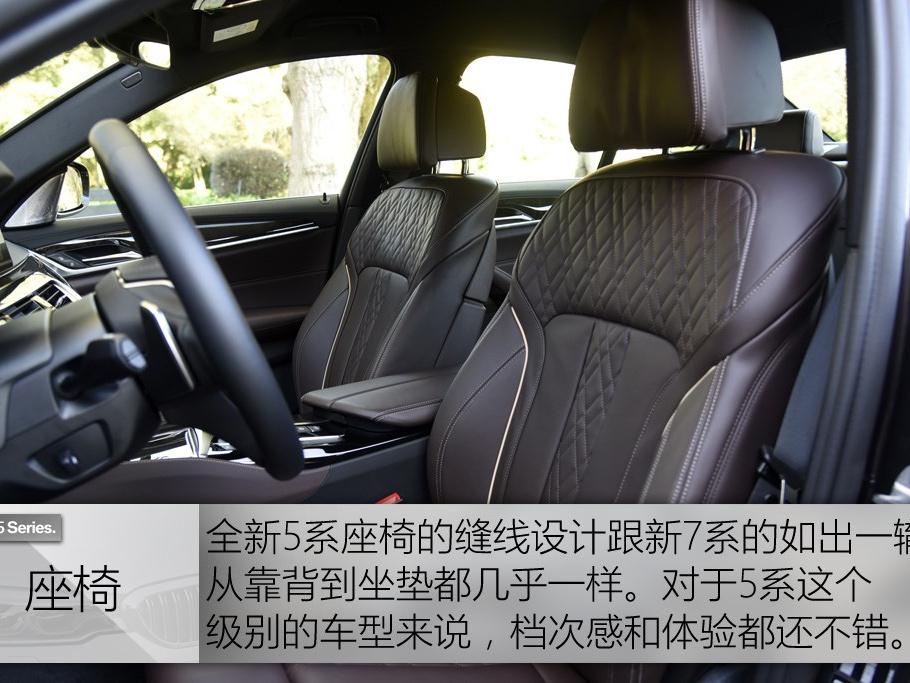 5 Series.
座椅
全新5系座椅的缝线设计跟新7系的如出一辙
从靠背到坐垫都几乎一样。对于5系这个
级别的车型来说，档次感和体验都还不错。